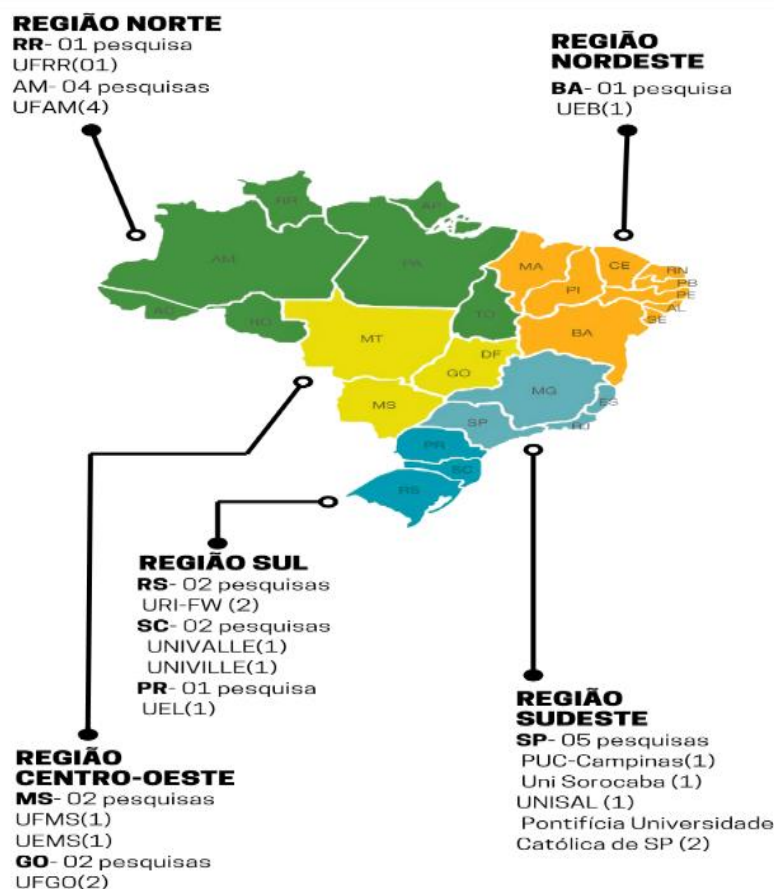 REGIÃO NORTE
RR- 01 pesquisa
UFRR(01)
AM- 04 pesquisas
UFAM(4)
REGIÃO
NORDESTE
BA- 01 pesquisa
UEB(1)
RR
AP
AM
PA
MA
CE
RN
PB
PI
PE
AL
SE
AC
RO
TO
BA
MT
DF
GO
MG
MS
ES
SP
RJ
PR
SC
RS
REGIÃO SUL
RS- 02 pesquisas
URI-FW (2)
SC- 02 pesquisas
UNIVALLE(1)
UNIVILLE(1)
PR- 01 pesquisa
UEL(1)
REGIÃO
SUDESTE
SP- 05 pesquisas
PUC-Campinas(1)
Uni Sorocaba (1)
UNISAL (1)
Pontifícia Universidade
Católica de SP (2)
REGIÃO
CENTRO-OESTE
MS- 02 pesquisas
UFMS(1)
UEMS(1)
GO- 02 pesquisas
UFGO(2)